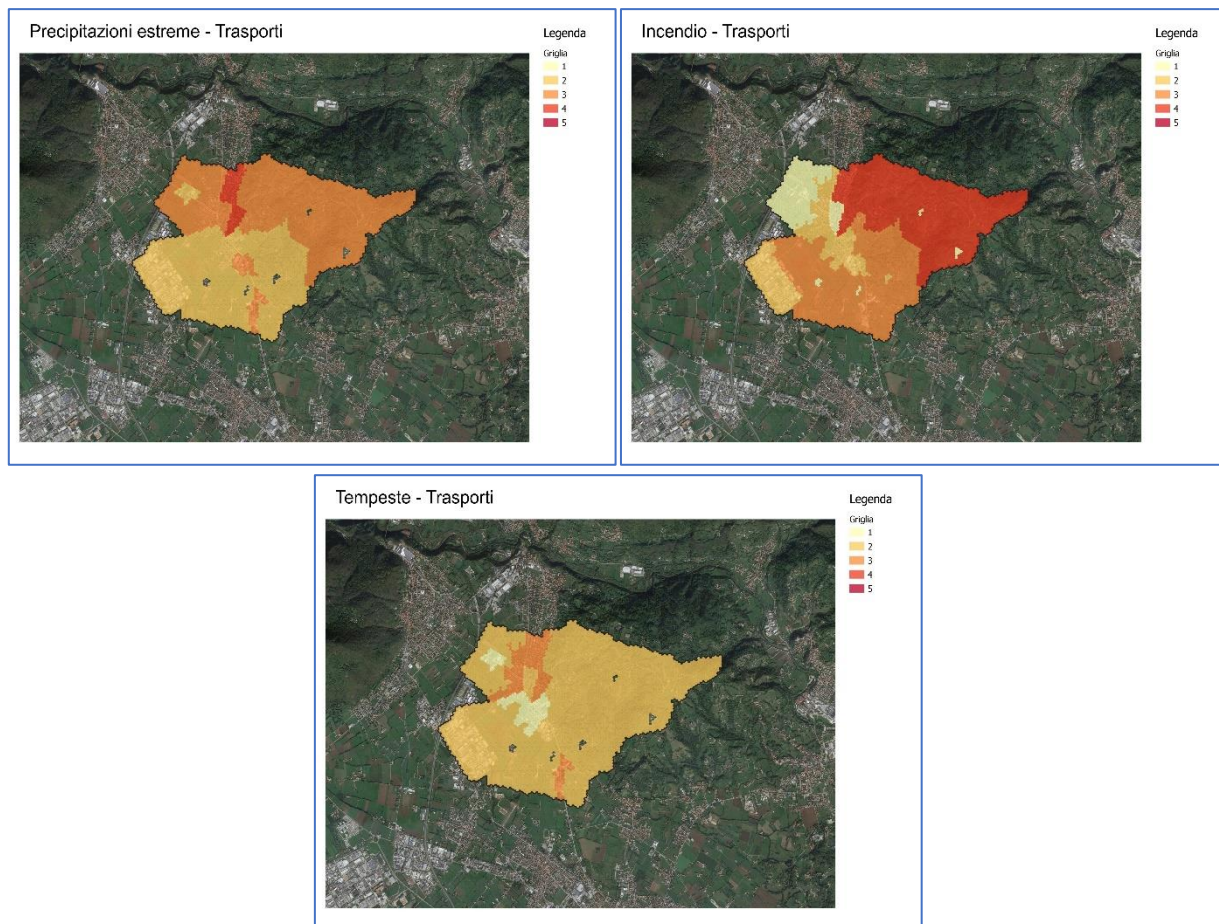 Precipitazioni estreme - Trasporti
Legenda
Griglia
1
2
3
4
5
Incendio - Trasporti
Legenda
Griglia
1
2
3
4
5
Tempeste - Trasporti
Legenda
Griglia
1
2
3
4
5